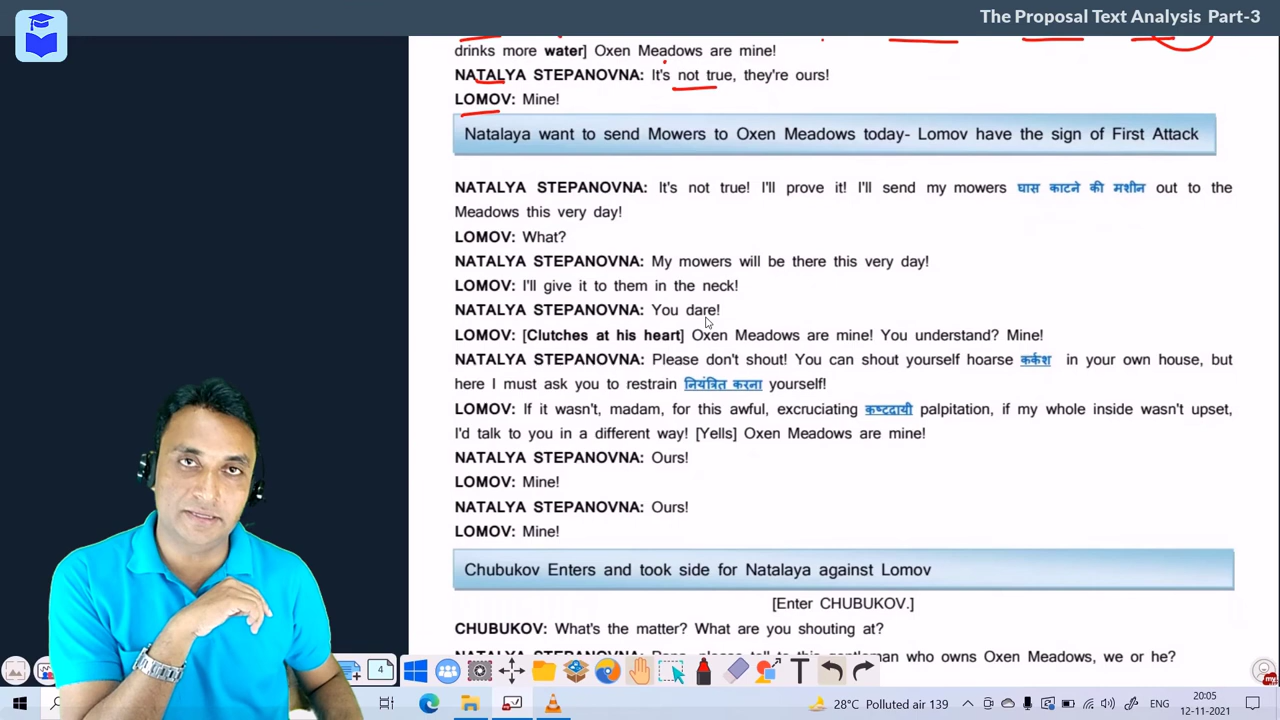 The Proposal Text Analysis Part-3
drinks more water] Oxen Meadows are mine!
NATALYA STEPANOVNA: It's not true, they're ours!
LOMOV: Mine!
Natalaya want to send Mowers to Oxen Meadows today- Lomov have the sign of First Attack
NATALYA STEPANOVNA: It's not true! I'll prove it! I'll send my mowers घास काटने की मशीन out to the
Meadows this very day!
LOMOV: What?
NATALYA STEPANOVNA: My mowers will be there this very day!
LOMOV: I'll give it to them in the neck!
NATALYA STEPANOVNA: You dare!
LOMOV: [Clutches at his heart] Oxen Meadows are mine! You understand? Mine!
NATALYA STEPANOVNA: Please don't shout! You can shout yourself hoarse कर्कश in your own house, but
here I must ask you to restrain नियंत्रित करना yourself!
LOMOV: If it wasn't, madam, for this awful, excruciating कष्टदायी palpitation, if my whole inside wasn't upset,
I'd talk to you in a different way! [Yells] Oxen Meadows are mine!
NATALYA STEPANOVNA: Ours!
LOMOV: Mine!
NATALYA STEPANOVNA: Ours!
LOMOV: Mine!
Chubukov Enters and took side for Natalaya against Lomov
[Enter CHUBUKOV.]
CHUBUKOV: What's the matter? What are you shouting at?
NATALYA STEPANOVNA: Papa, please tell to this gentleman who owns Oxen Meadows, we or he?
4
T
my
28°C Polluted air 139
ENG
20:05
12-11-2021